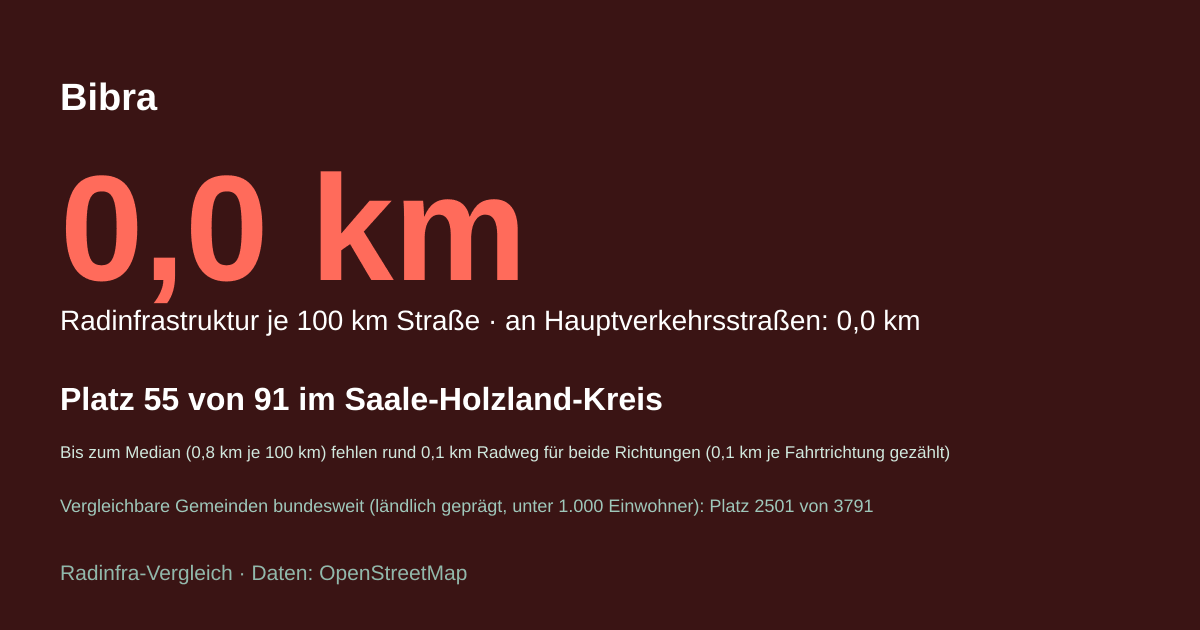 Bibra
0,0 km
Radinfrastruktur je 100 km Straße · an Hauptverkehrsstraßen: 0,0 km
Platz 55 von 91 im Saale-Holzland-Kreis
Bis zum Median (0,8 km je 100 km) fehlen rund 0,1 km Radweg für beide Richtungen (0,1 km je Fahrtrichtung gezählt)
Vergleichbare Gemeinden bundesweit (ländlich geprägt, unter 1.000 Einwohner): Platz 2501 von 3791
Radinfra-Vergleich · Daten: OpenStreetMap